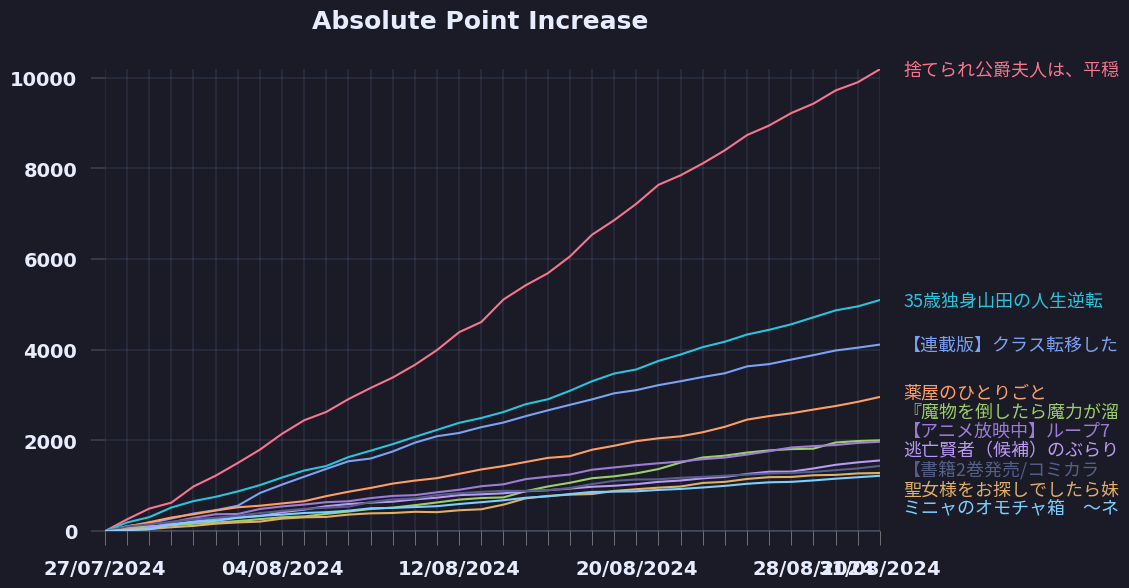 Absolute Point Increase
10000
8000
6000
4000
2000
0
捨てられ公爵夫人は、平穏
35歳独身山田の人生逆転
【連載版】クラス転移した
薬屋のひとりごと
『魔物を倒したら魔力が溜
【アニメ放映中】ループ7
逃亡賢者（候補）のぶらり
【書籍2巻発売/コミカラ
聖女様をお探しでしたら妹
ミニャのオモチャ箱　～ネ
27/07/2024
04/08/2024
12/08/2024
20/08/2024
28/08/2024
31/08/2024